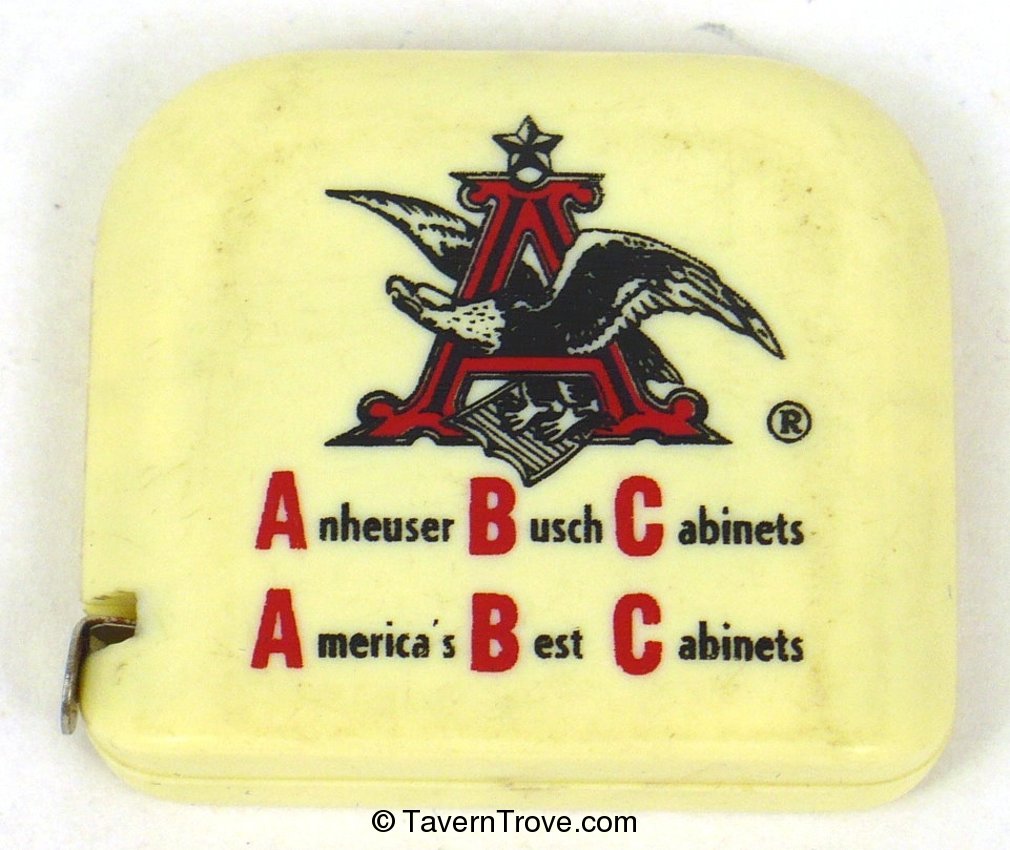 A
®
Anheuser Busch Cabinets
America's Best Cabinets
© TavernTrove.com